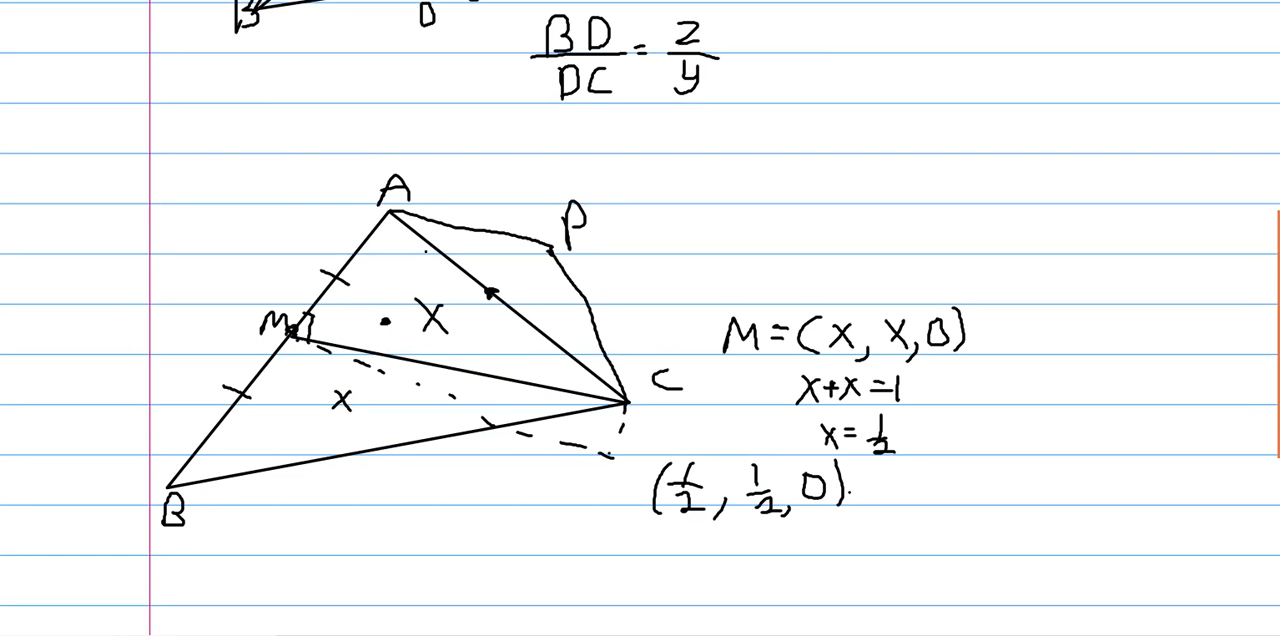 B D
BD/DC = z/y
A
P
M
X
C
x
B
M = (x, x, 0)
x+x=1
x = 1/2
(1/2, 1/2, 0).